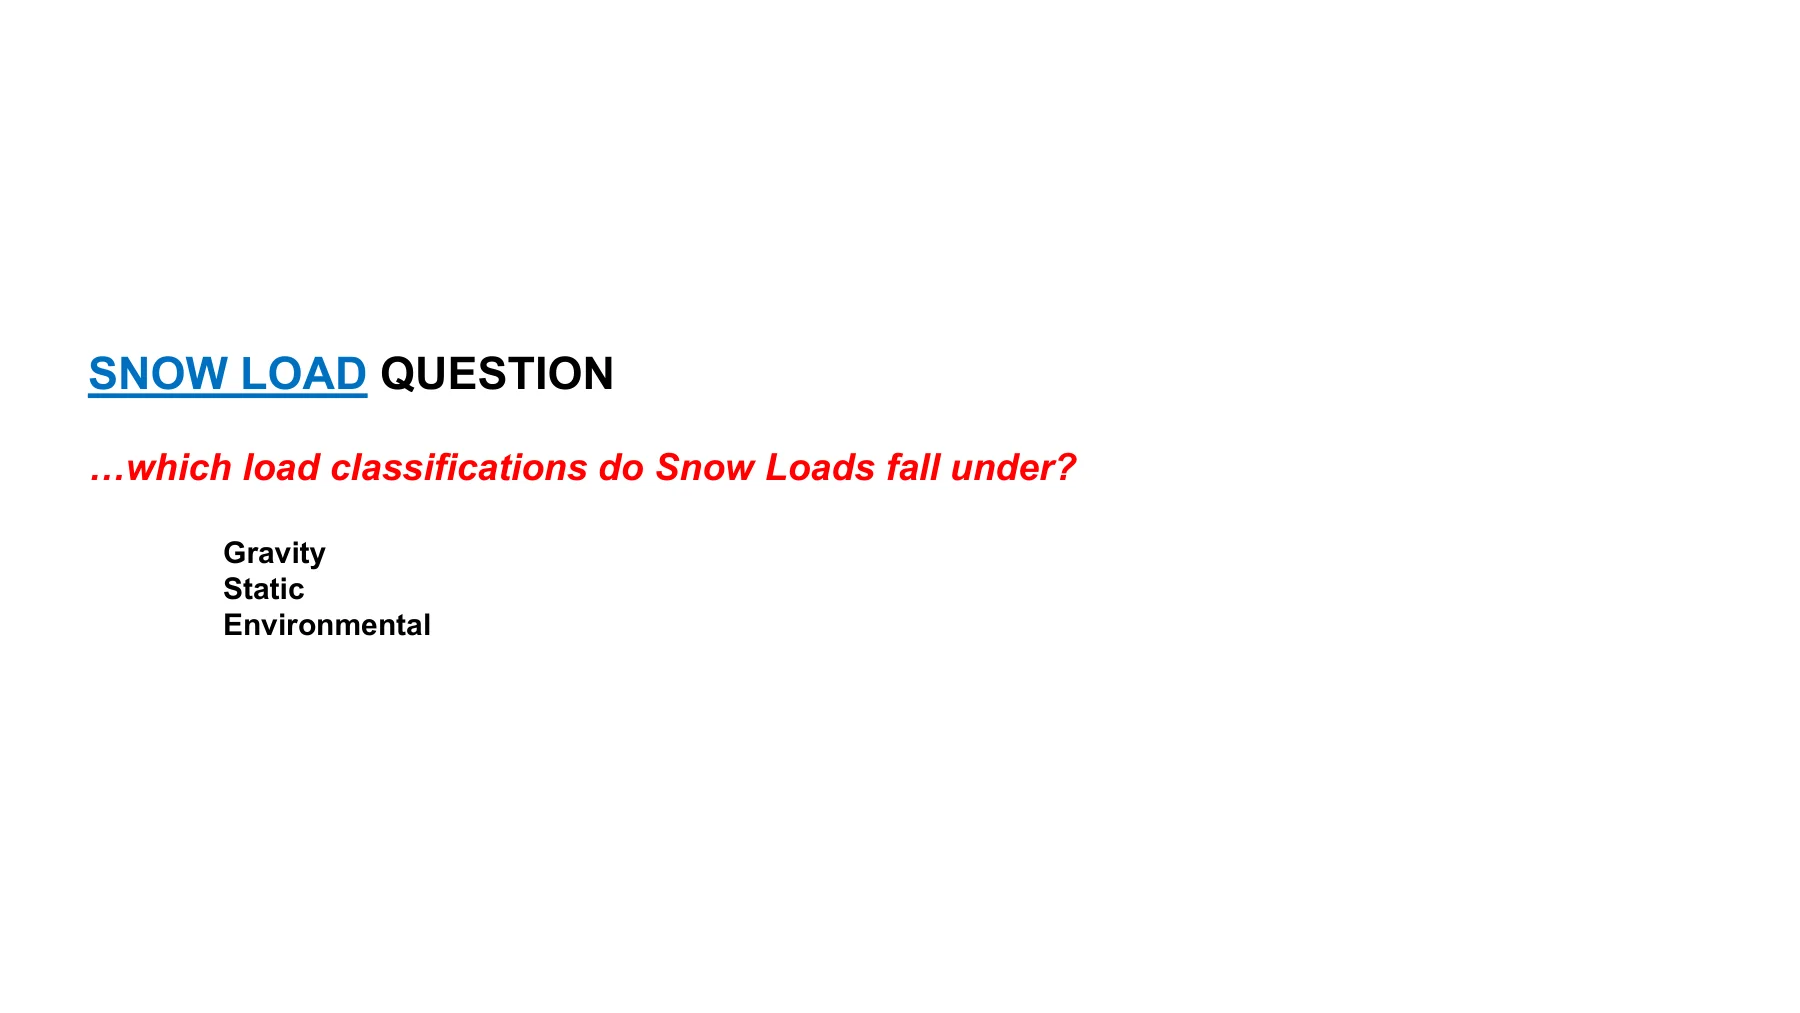 SNOW LOAD QUESTION
…which load classifications do Snow Loads fall under?
Gravity
Static
Environmental